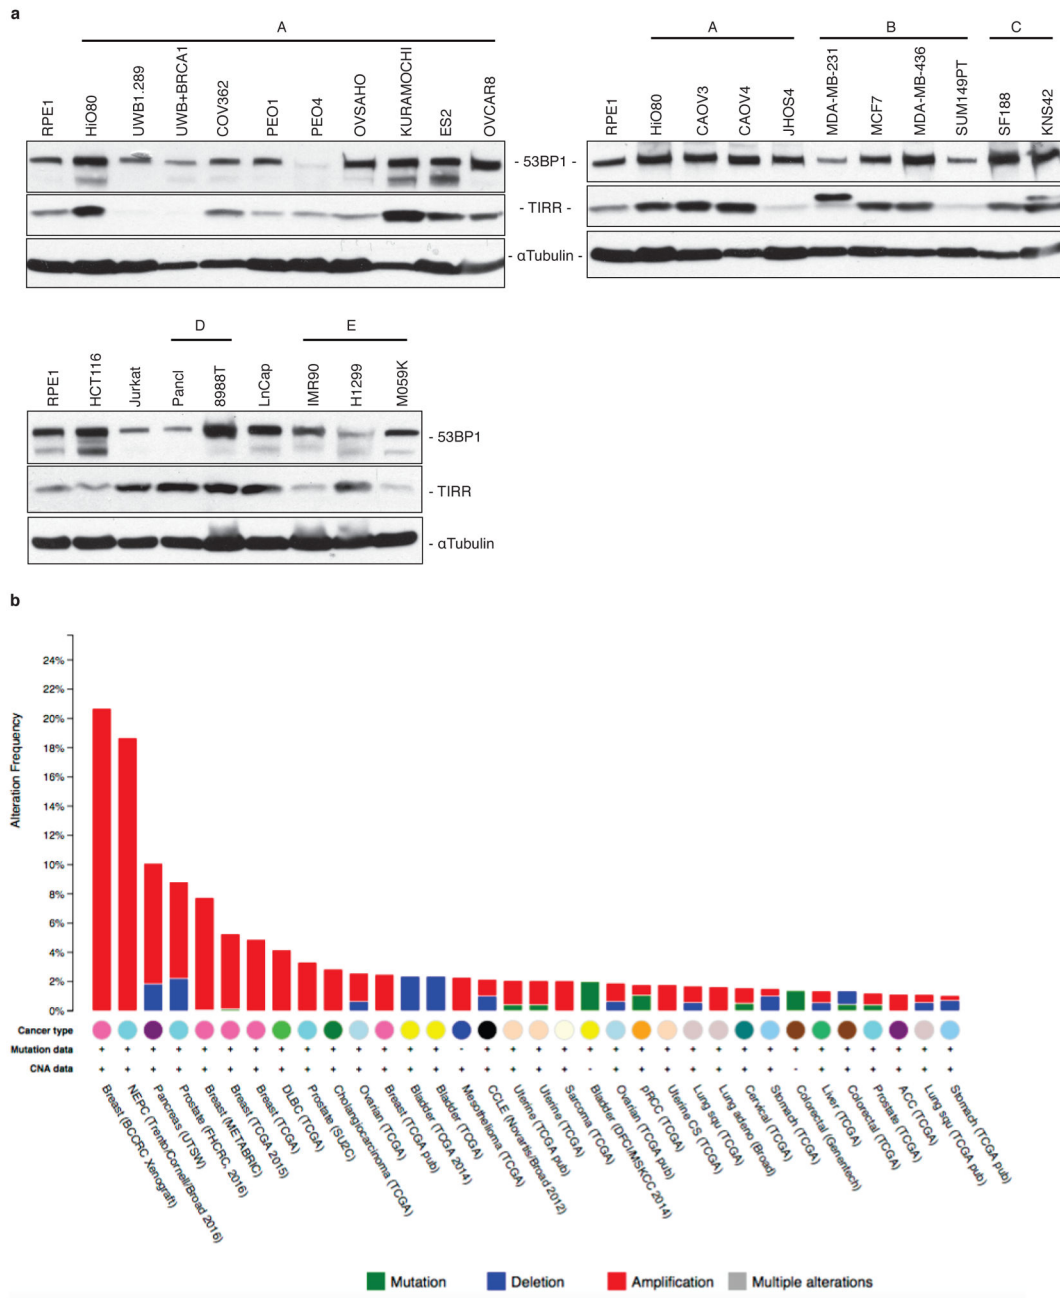 a
A
RPE1 HiO80 UWB1.289 UWB+BRCA1 COV362 PEO1 PEO4 OVSAHO KURAMOCHI ES2 OVCAR8
A B C
RPE1 HiO80 CAOV3 CAOV4 JHOS4 MDA-MB-231 MCF7 MDA-MB-436 SUM149PT SF188 KNS42
- 53BP1 -
- TIRR -
- αTubulin -
D E
RPE1 HCT116 Jurkat Pancl 8988T LnCap IMR90 H1299 M059K
- 53BP1
- TIRR
- αTubulin
b
Alteration Frequency
24%
22%
20%
18%
16%
14%
12%
10%
8%
6%
4%
2%
0%
Cancer type
Mutation data + + + + + + + + + + + + + + - + + + + + + + + + + + + + + + + + + +
CNA data + + + + + + + + + + + + + + + + + + + - + + + + + + + - + + + + + +
Breast (BCCRC Xenograft)
NEPC (Trento/Cornell/Broad 2016)
Pancreas (UTSW)
Prostate (FHCRC, 2016)
Breast (METABRIC)
Breast (TCGA 2015)
Breast (TCGA)
DLBC (TCGA)
Prostate (SU2C)
Cholangiocarcinoma (TCGA)
Ovarian (TCGA)
Breast (TCGA pub)
Bladder (TCGA 2014)
Bladder (TCGA)
Mesothelioma (TCGA)
CCLE (Novartis/Broad 2012)
Uterine (TCGA pub)
Uterine (TCGA)
Sarcoma (TCGA)
Bladder (DFCI/MSKCC 2014)
Ovarian (TCGA pub)
pRCC (TCGA)
Uterine CS (TCGA)
Lung squ (TCGA)
Lung adeno (Broad)
Cervical (TCGA)
Stomach (TCGA)
Colorectal (Genentech)
Liver (TCGA)
Colorectal (TCGA)
Prostate (TCGA)
ACC (TCGA)
Lung squ (TCGA pub)
Stomach (TCGA pub)
Mutation Deletion Amplification Multiple alterations